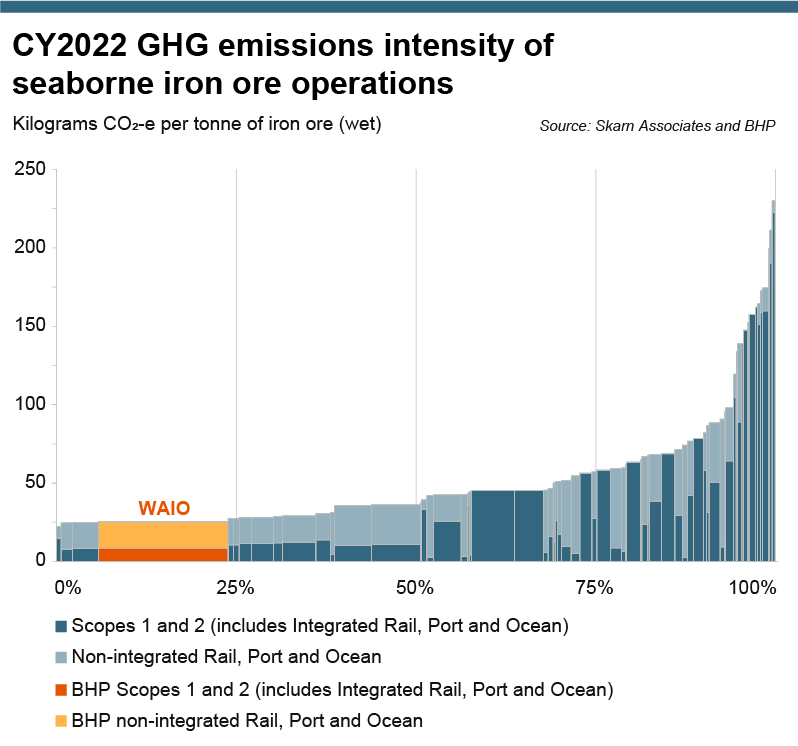 CY2022 GHG emissions intensity of
seaborne iron ore operations
Kilograms CO₂-e per tonne of iron ore (wet)
Source: Skarn Associates and BHP
250
200
150
100
50
0
WAIO
0%
25%
50%
75%
100%
Scopes 1 and 2 (includes Integrated Rail, Port and Ocean)
Non-integrated Rail, Port and Ocean
BHP Scopes 1 and 2 (includes Integrated Rail, Port and Ocean)
BHP non-integrated Rail, Port and Ocean